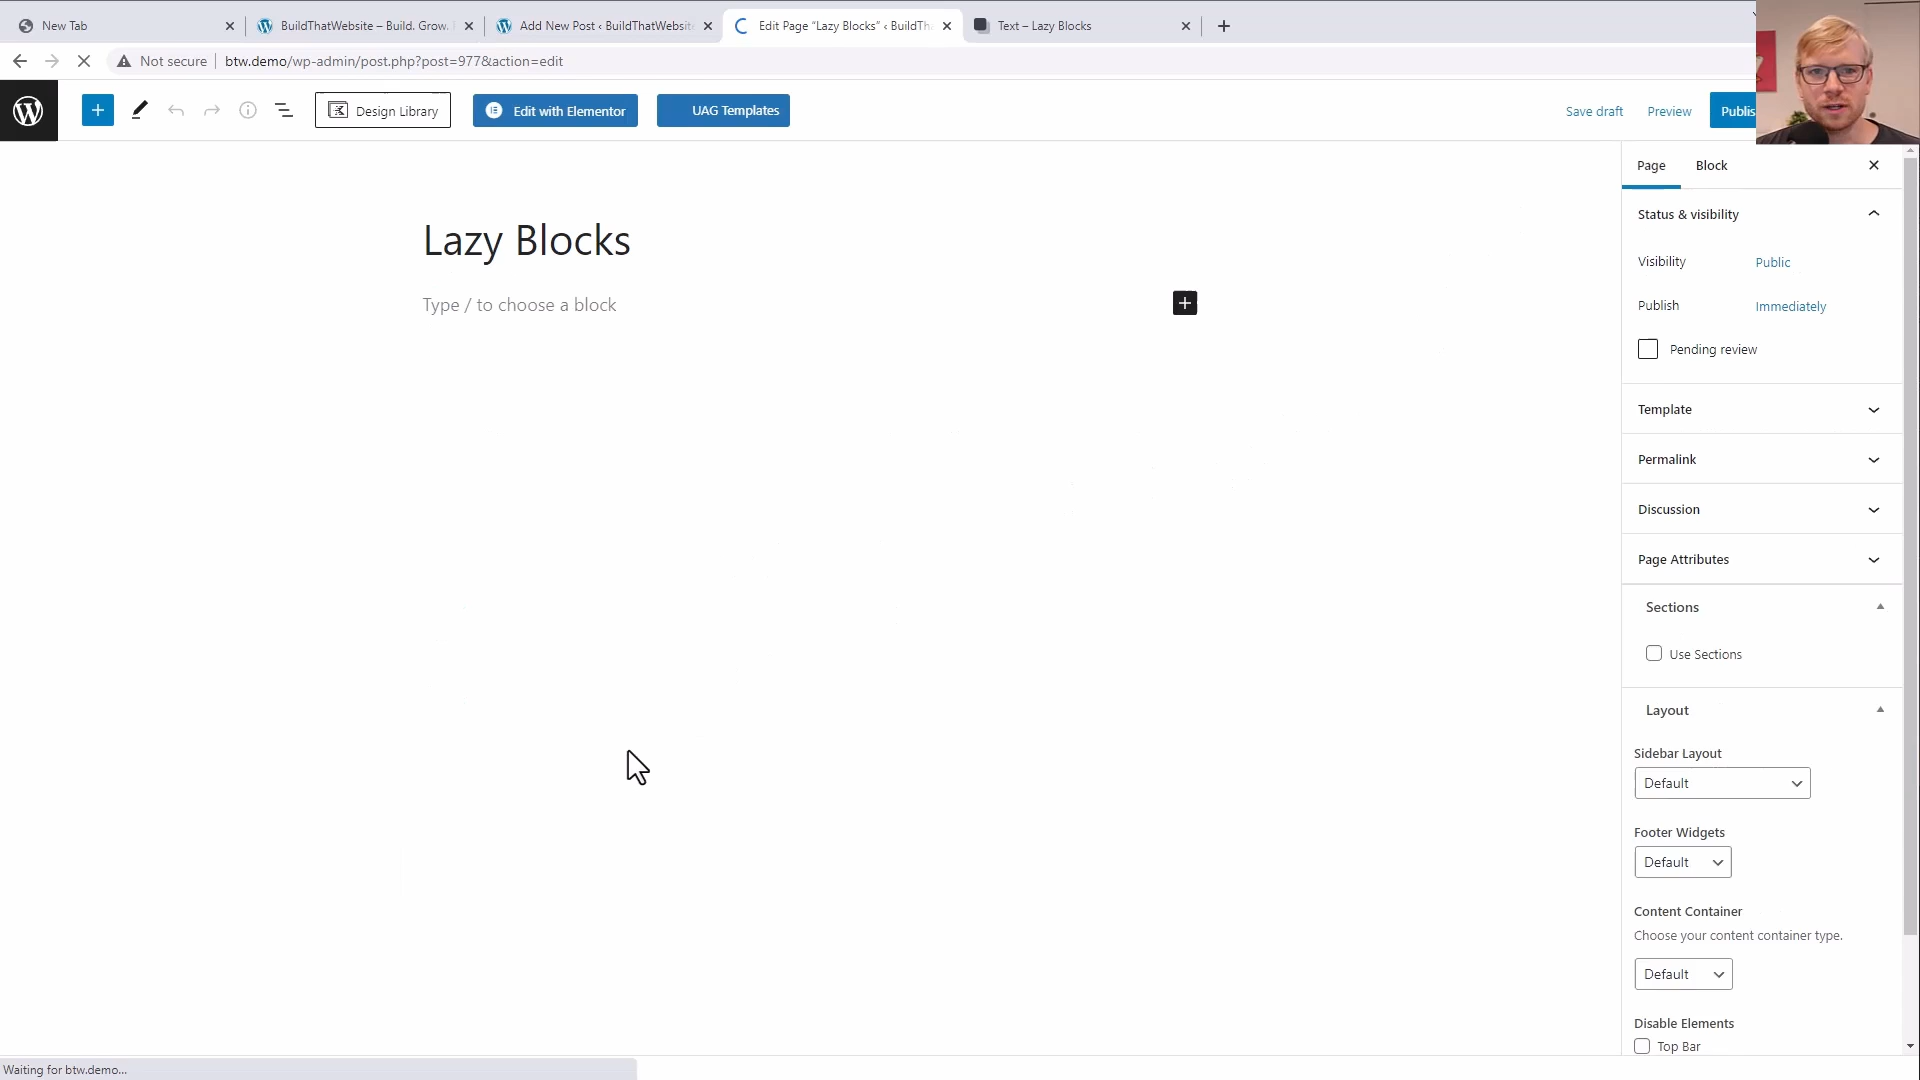 New Tab
BuildThatWebsite – Build. Grow.
Add New Post ‹ BuildThatWebsite
Edit Page “Lazy Blocks” ‹ BuildTha
Text – Lazy Blocks
Not secure
btw.demo/wp-admin/post.php?post=977&action=edit
Design Library
Edit with Elementor
UAG Templates
Save draft
Preview
Publis
Page
Block
Status & visibility
Lazy Blocks
Visibility
Public
Type / to choose a block
Publish
Immediately
Pending review
Template
Permalink
Discussion
Page Attributes
Sections
Use Sections
Layout
Sidebar Layout
Default
Footer Widgets
Default
Content Container
Choose your content container type.
Default
Disable Elements
Top Bar
Waiting for btw.demo...